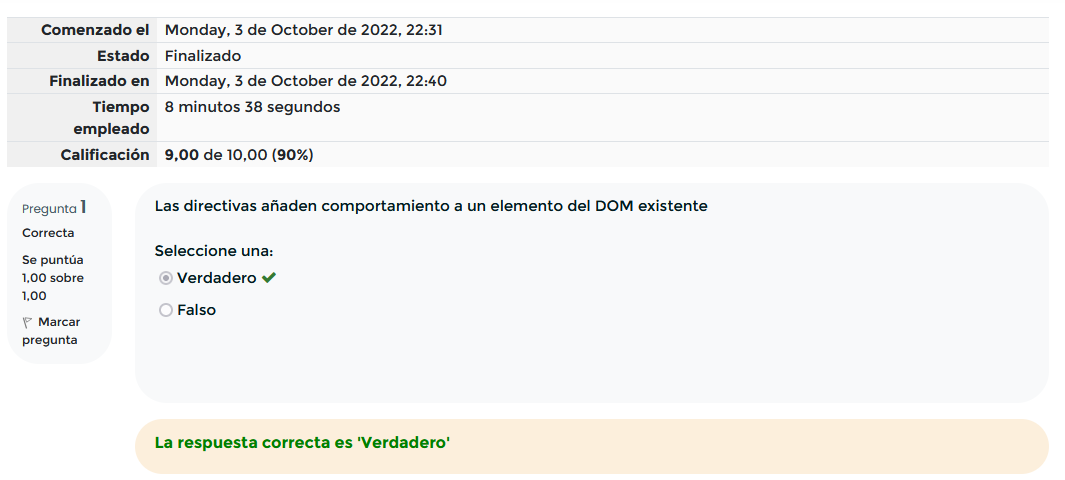 Comenzado el Monday, 3 de October de 2022, 22:31
Estado Finalizado
Finalizado en Monday, 3 de October de 2022, 22:40
Tiempo empleado 8 minutos 38 segundos
Calificación 9,00 de 10,00 (90%)
Pregunta 1
Correcta
Se puntúa
1,00 sobre
1,00
Marcar
pregunta
Las directivas añaden comportamiento a un elemento del DOM existente
Seleccione una:
Verdadero
Falso
La respuesta correcta es 'Verdadero'